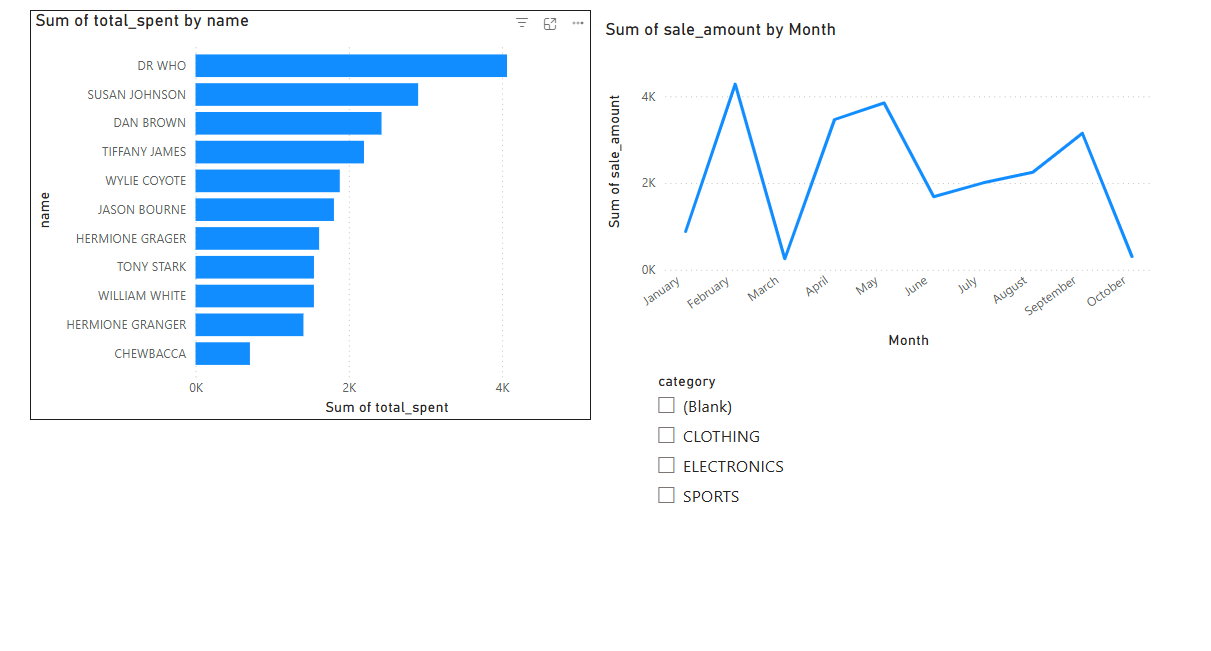 Sum of total_spent by name
name
DR WHO
SUSAN JOHNSON
DAN BROWN
TIFFANY JAMES
WYLIE COYOTE
JASON BOURNE
HERMIONE GRAGER
TONY STARK
WILLIAM WHITE
HERMIONE GRANGER
CHEWBACCA
0K 2K 4K
Sum of total_spent
Sum of sale_amount by Month
Sum of sale_amount
4K
2K
0K
January February March April May June July August September October
Month
category
(Blank)
CLOTHING
ELECTRONICS
SPORTS